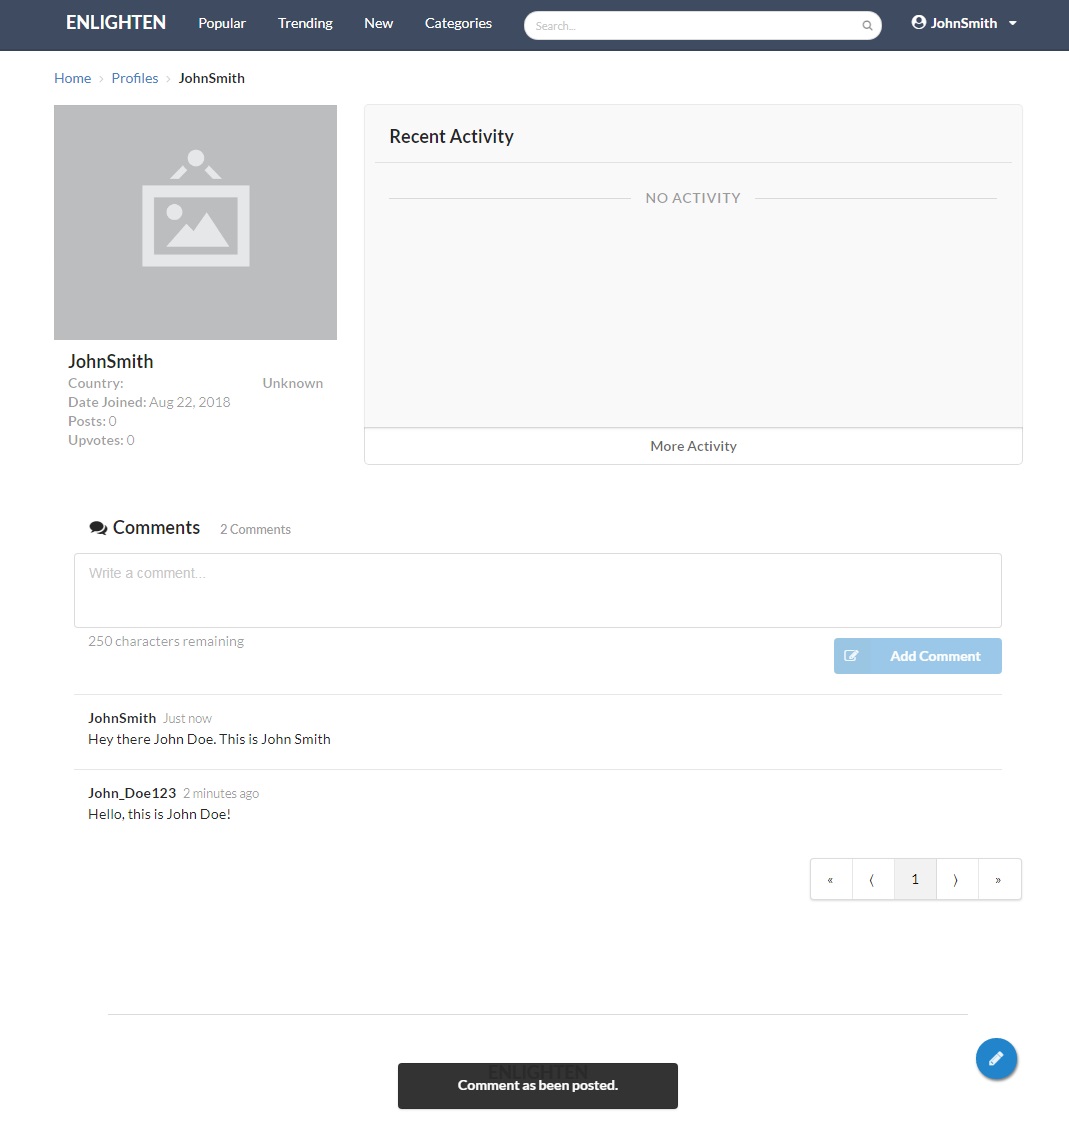 ENLIGHTEN Popular Trending New Categories Search... JohnSmith
Home › Profiles › JohnSmith
Recent Activity
NO ACTIVITY
More Activity
JohnSmith
Country: Unknown
Date Joined: Aug 22, 2018
Posts: 0
Upvotes: 0
Comments 2 Comments
Write a comment...
250 characters remaining
Add Comment
JohnSmith Just now
Hey there John Doe. This is John Smith
John_Doe123 2 minutes ago
Hello, this is John Doe!
« ⟨ 1 ⟩ »
ENLIGHTEN
Comment as been posted.